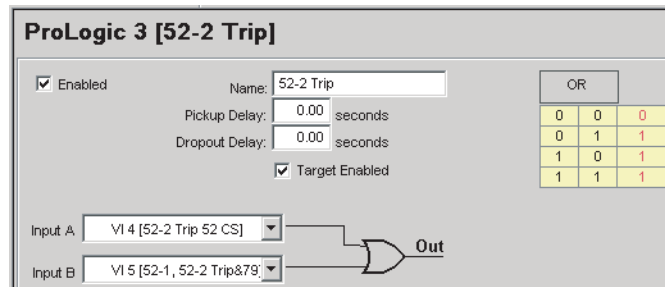 ProLogic 3 [52-2 Trip]
Enabled
Name: 52-2 Trip
Pickup Delay: 0.00 seconds
Dropout Delay: 0.00 seconds
Target Enabled
OR
0 0 0
0 1 1
1 0 1
1 1 1
Input A VI 4 [52-2 Trip 52 CS]
Out
Input B VI 5 [52-1, 52-2 Trip&79]